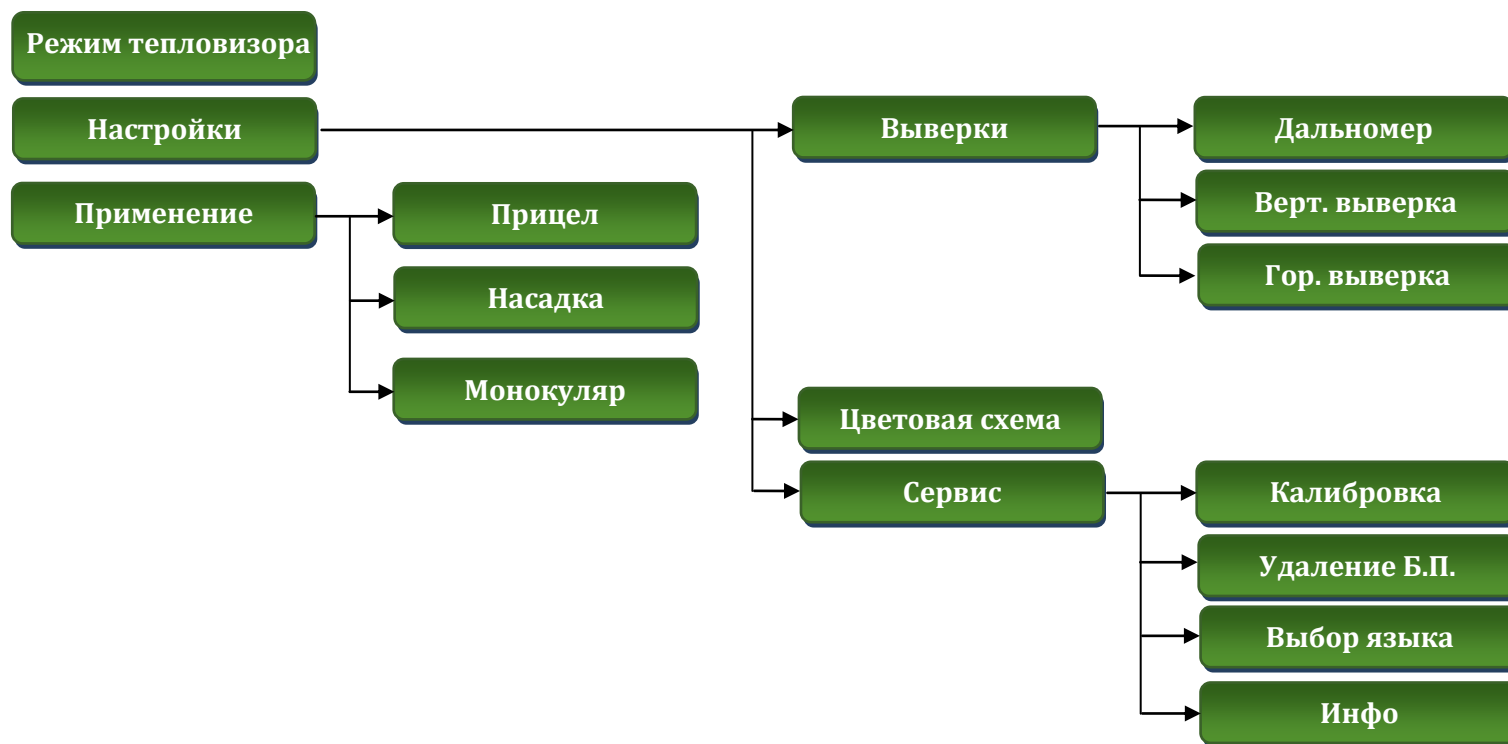 Режим тепловизора
Настройки
Выверки
Дальномер
Применение
Прицел
Верт. выверка
Насадка
Гор. выверка
Монокуляр
Цветовая схема
Сервис
Калибровка
Удаление Б.П.
Выбор языка
Инфо